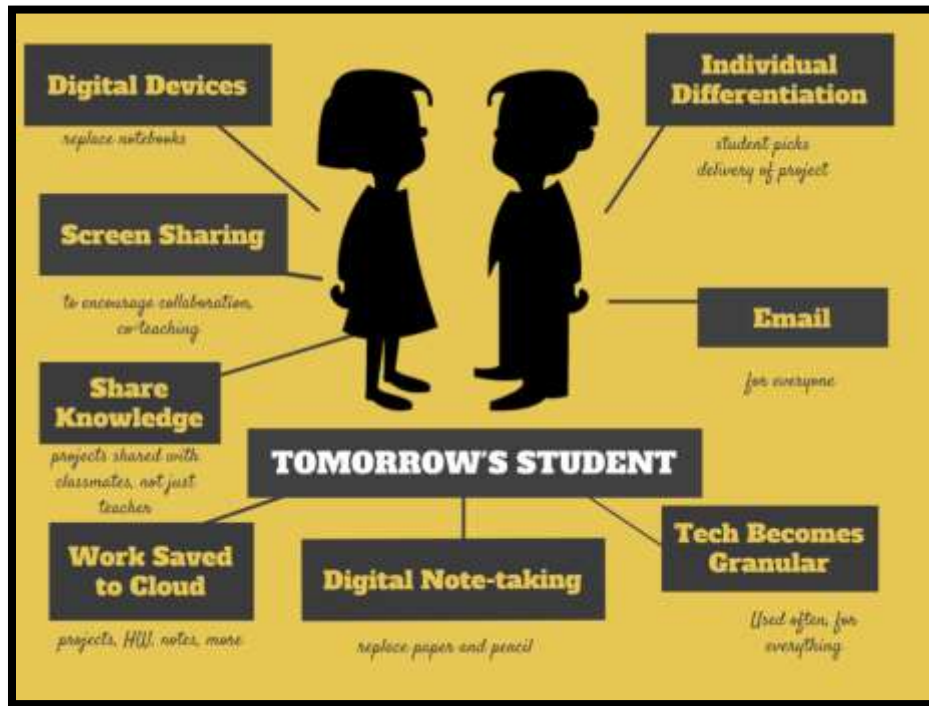 Digital Devices
replace notebooks
Screen Sharing
to encourage collaboration,
co-teaching
Share
Knowledge
projects shared with
classmates, not just
teacher
Individual
Differentiation
student picks
delivery of project
Email
for everyone
TOMORROW'S STUDENT
Work Saved
to Cloud
projects, HW, notes, more
Digital Note-taking
replace paper and pencil
Tech Becomes
Granular
Used often, for
everything